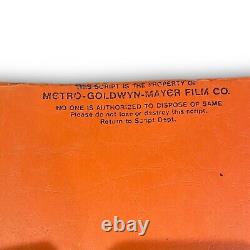 THIS SCRIPT IS THE PROPERTY OF
METRO-GOLDWYN-MAYER FILM CO.
NO ONE IS AUTHORIZED TO DISPOSE OF SAME
Please do not lose or destroy this script.
Return to Script Dept.
ebay